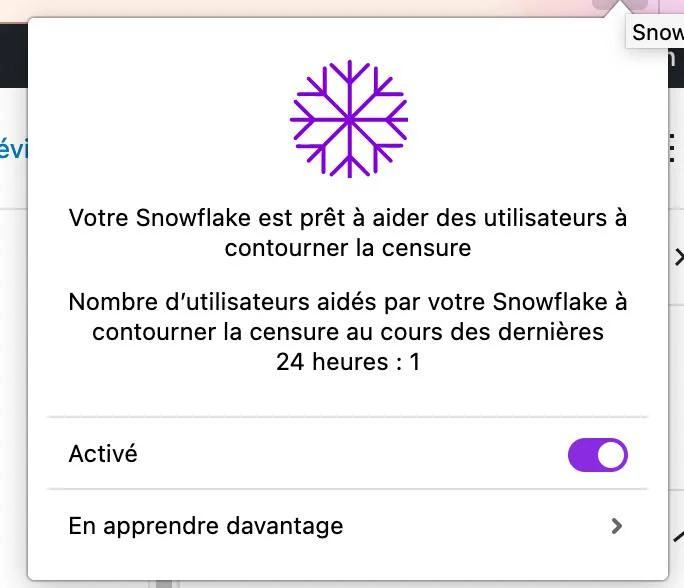 Snow
évi
Votre Snowflake est prêt à aider des utilisateurs à
contourner la censure
Nombre d’utilisateurs aidés par votre Snowflake à
contourner la censure au cours des dernières
24 heures : 1
Activé
En apprendre davantage